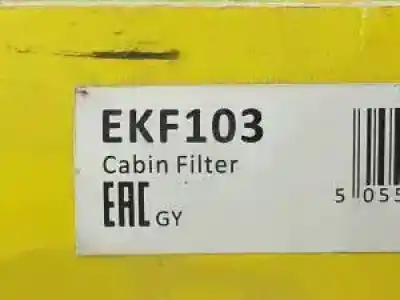 EKF103
Cabin Filter
EAC GY
5 055